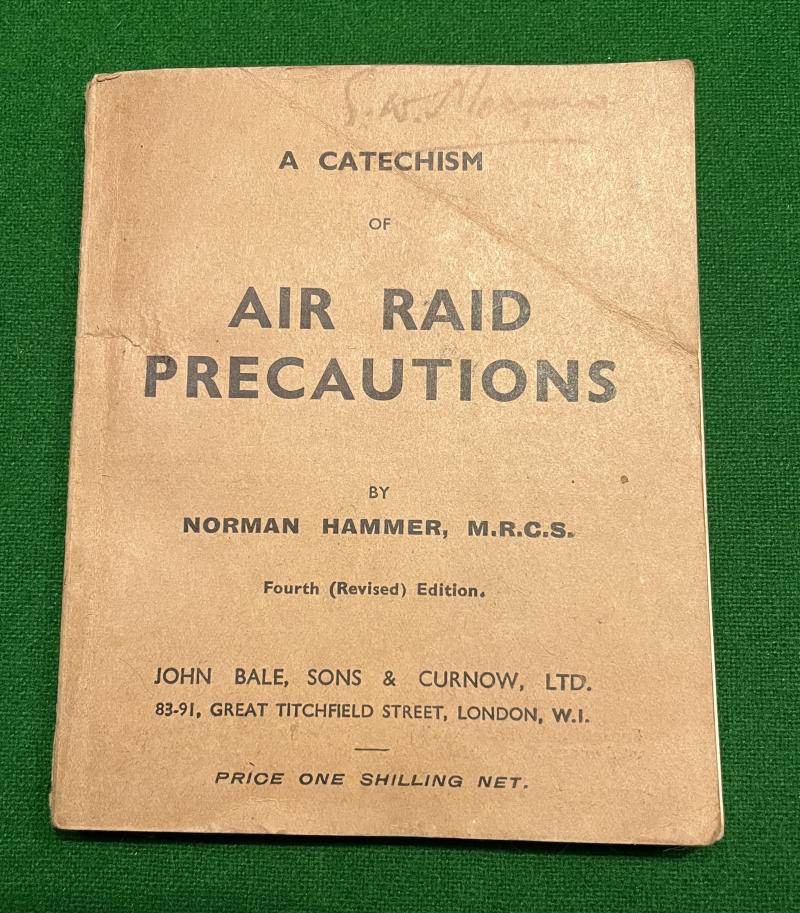 A CATECHISM
OF
AIR RAID
PRECAUTIONS
BY
NORMAN HAMMER, M.R.C.S.
Fourth (Revised) Edition.
JOHN BALE, SONS & CURNOW, LTD.
83-91, GREAT TITCHFIELD STREET, LONDON, W.1.
PRICE ONE SHILLING NET.